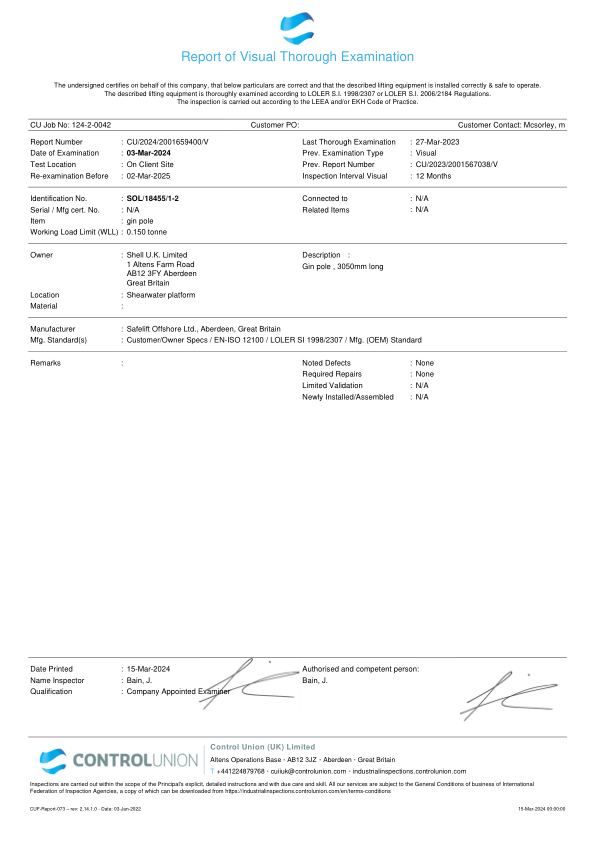 Report of Visual Thorough Examination
The undersigned certifies on behalf of this company, that below particulars are correct and that the described lifting equipment is installed correctly & safe to operate.
The described lifting equipment is thoroughly examined according to LOLER S.I. 1998/2307 or LOLER S.I. 2006/2184 Regulations.
The inspection is carried out according to the LEEA and/or EKH Code of Practice.
CU Job No: 124-2-0042 Customer PO: Customer Contact: Mcsorley, m
Report Number : CU/2024/2001659400/V Last Thorough Examination : 27-Mar-2023
Date of Examination : 03-Mar-2024 Prev. Examination Type : Visual
Test Location : On Client Site Prev. Report Number : CU/2023/2001567038/V
Re-examination Before : 02-Mar-2025 Inspection Interval Visual : 12 Months
Identification No. : SOL/18455/1-2 Connected to : N/A
Serial / Mfg cert. No. : N/A Related Items : N/A
Item : gin pole
Working Load Limit (WLL) : 0.150 tonne
Owner : Shell U.K. Limited Description :
1 Altens Farm Road Gin pole , 3050mm long
AB12 3FY Aberdeen
Great Britain
Location : Shearwater platform
Material :
Manufacturer : Safelift Offshore Ltd., Aberdeen, Great Britain
Mfg. Standard(s) : Customer/Owner Specs / EN-ISO 12100 / LOLER SI 1998/2307 / Mfg. (OEM) Standard
Remarks : Noted Defects : None
Required Repairs : None
Limited Validation : N/A
Newly Installed/Assembled : N/A
Date Printed : 15-Mar-2024 Authorised and competent person:
Name Inspector : Bain, J. Bain, J.
Qualification : Company Appointed Examiner
CONTROLUNION
Control Union (UK) Limited
Altens Operations Base - AB12 3JZ - Aberdeen - Great Britain
T +441224879768 - cuiiuk@controlunion.com - industrialinspections.controlunion.com
Inspections are carried out within the scope of the Principal's explicit, detailed instructions and with due care and skill. All our services are subject to the General Conditions of business of International
Federation of Inspection Agencies, a copy of which can be downloaded from https://industrialinspections.controlunion.com/en/terms-conditions
CUF-Report-073 – rev: 2.14.1.0 - Date: 03-Jun-2022 15-Mar-2024 00:00:00